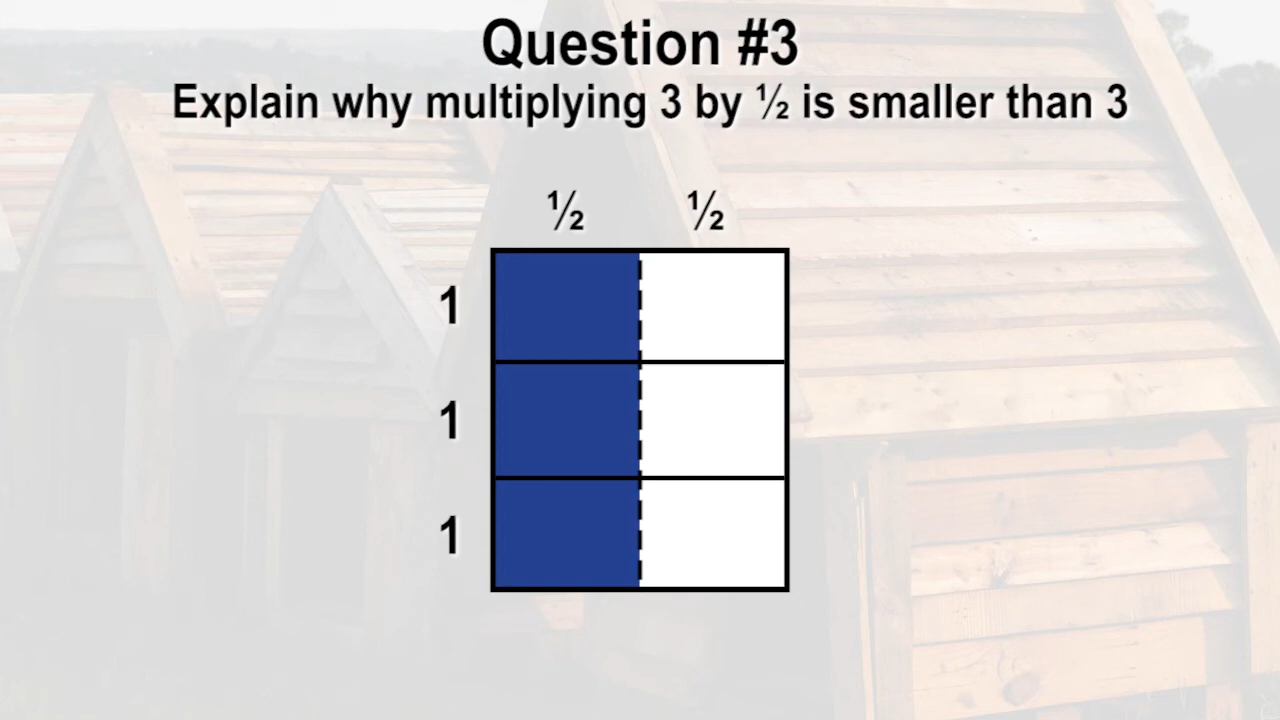 Question #3
Explain why multiplying 3 by ½ is smaller than 3
½ ½
1
1
1